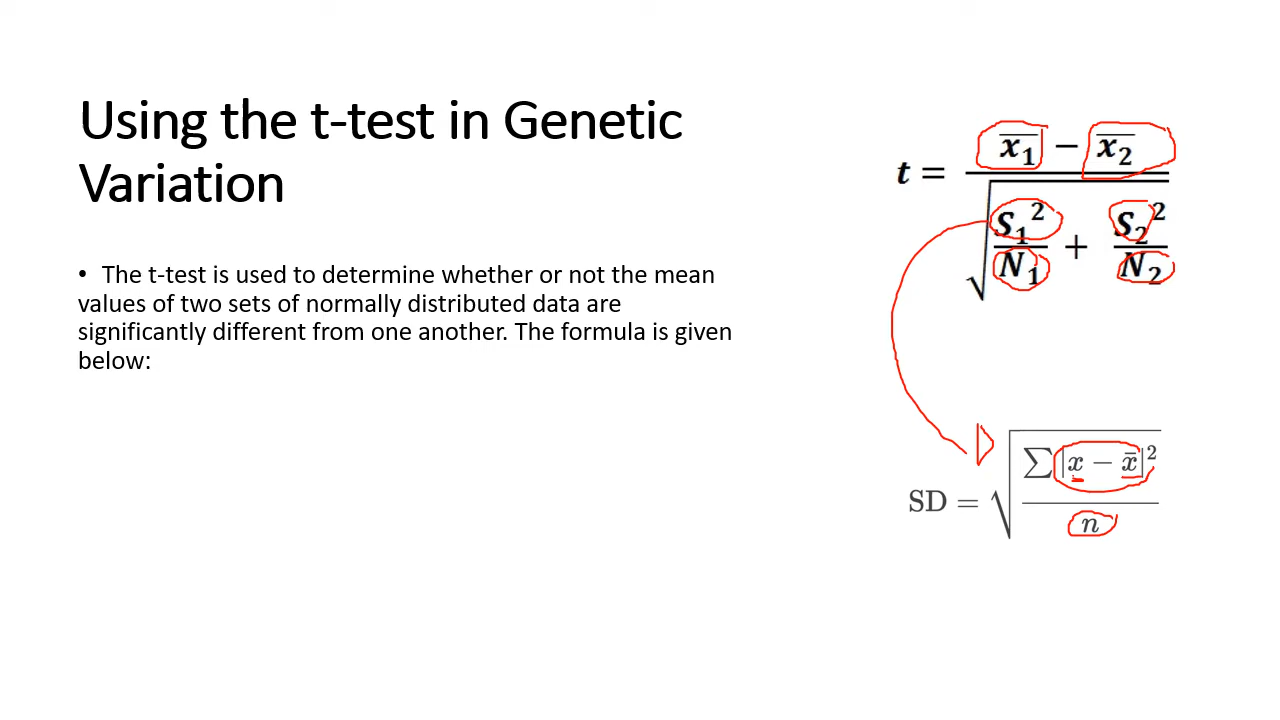 Using the t-test in Genetic
Variation
• The t-test is used to determine whether or not the mean
values of two sets of normally distributed data are
significantly different from one another. The formula is given
below:
t = (x̄₁ − x̄₂) / √(S₁²/N₁ + S₂²/N₂)
SD = √(∑|x − x̄|²/n)